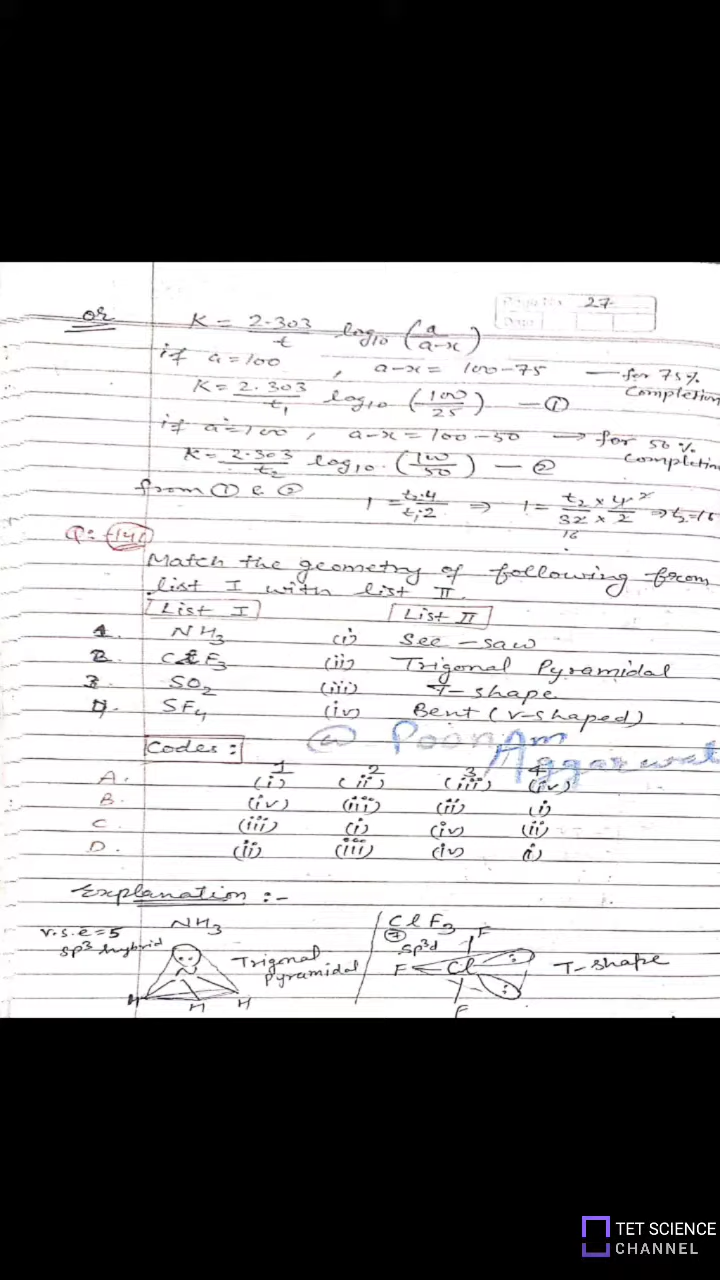 Page No. 27
Date
or K = 2.303/t log10 (a/a-x)
if a = 100, a-x = 100-75 — for 75% completion
K = 2.303/t1 log10 (100/25) — ①
if a = 100, a-x = 100-50 → for 50% completion
K = 2.303/t2 log10 (100/50) — ②
from ① & ② 1 = t2.4/t1.2 ⇒ 1 = t2 x 4 2/32 x 2 ⇒ t2 = 16
16
Q:- 141
Match the geometry of following from
list I with list II.
List I List II
1. NH3 (i) See-saw
2. ClF3 (ii) Trigonal Pyramidal
3. SO2 (iii) T-shape
4. SF4 (iv) Bent (V-shaped)
Codes: @ Poonam
Aggarwal
1 2 3 4
A. (i) (ii) (iii) (iv)
B. (iv) (iii) (ii) (i)
C. (iii) (i) (iv) (ii)
D. (ii) (iii) (iv) (i)
Explanation :-
v.s.e = 5 NH3 ClF3
sp3 hybrid ⑦ sp3d F
Trigonal Pyramidal F Cl T-shape
H H H F
TET SCIENCE
CHANNEL